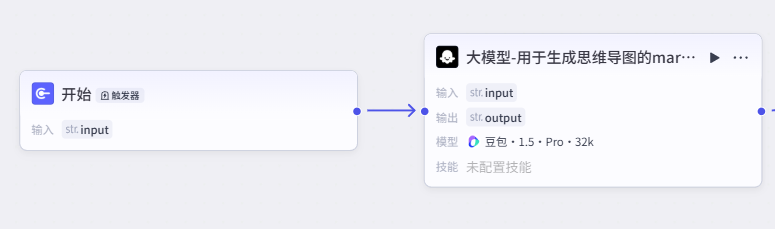 开始 触发器
输入 str. input
大模型-用于生成思维导图的mar···
输入 str. input
输出 str. output
模型 豆包·1.5·Pro·32k
技能 未配置技能